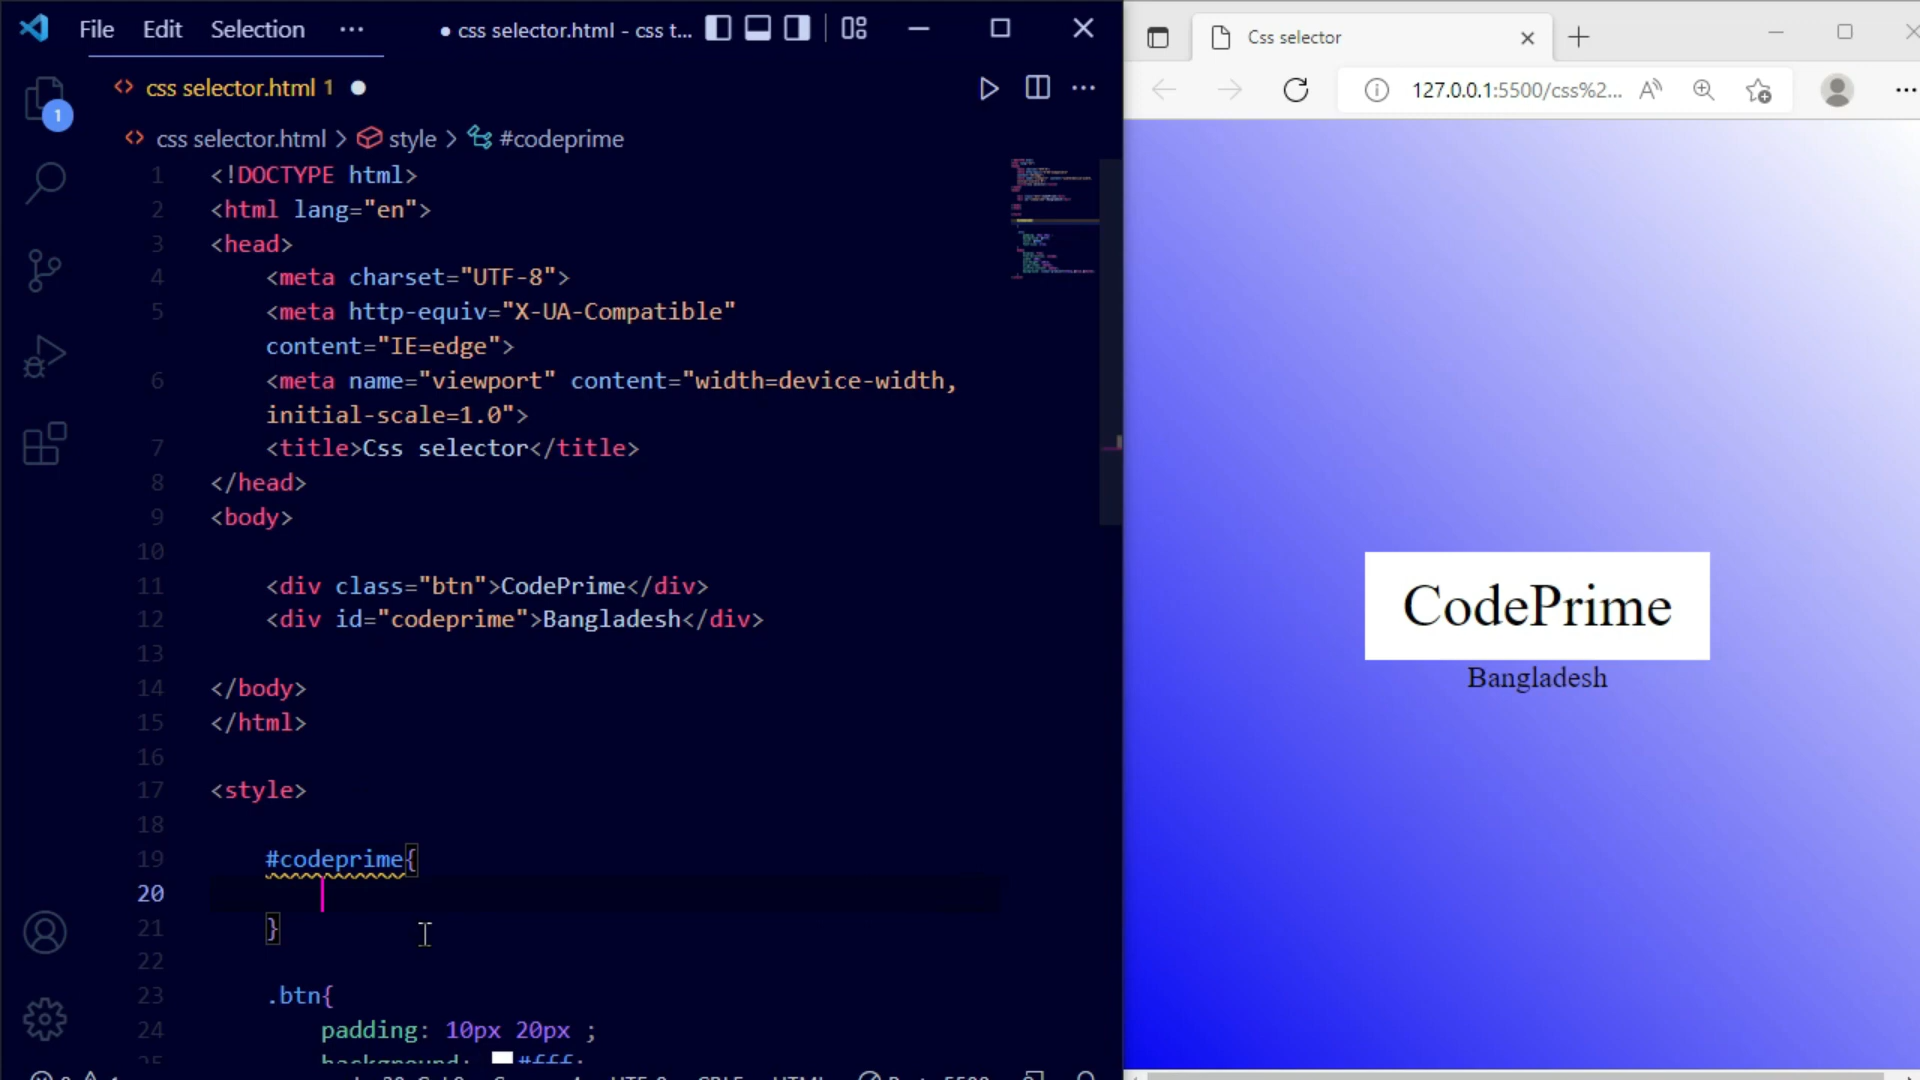 File Edit Selection ···
● css selector.html - css t...
css selector.html 1 ●
css selector.html > style > #codeprime
1 <!DOCTYPE html>
2 <html lang="en">
3 <head>
4 <meta charset="UTF-8">
5 <meta http-equiv="X-UA-Compatible"
content="IE=edge">
6 <meta name="viewport" content="width=device-width,
initial-scale=1.0">
7 <title>Css selector</title>
8 </head>
9 <body>
10
11 <div class="btn">CodePrime</div>
12 <div id="codeprime">Bangladesh</div>
13
14 </body>
15 </html>
16
17 <style>
18
19 #codeprime{
20
21 }
22
23 .btn{
24 padding: 10px 20px ;
25 background: #fff;
1
Css selector
127.0.0.1:5500/css%2...
CodePrime
Bangladesh